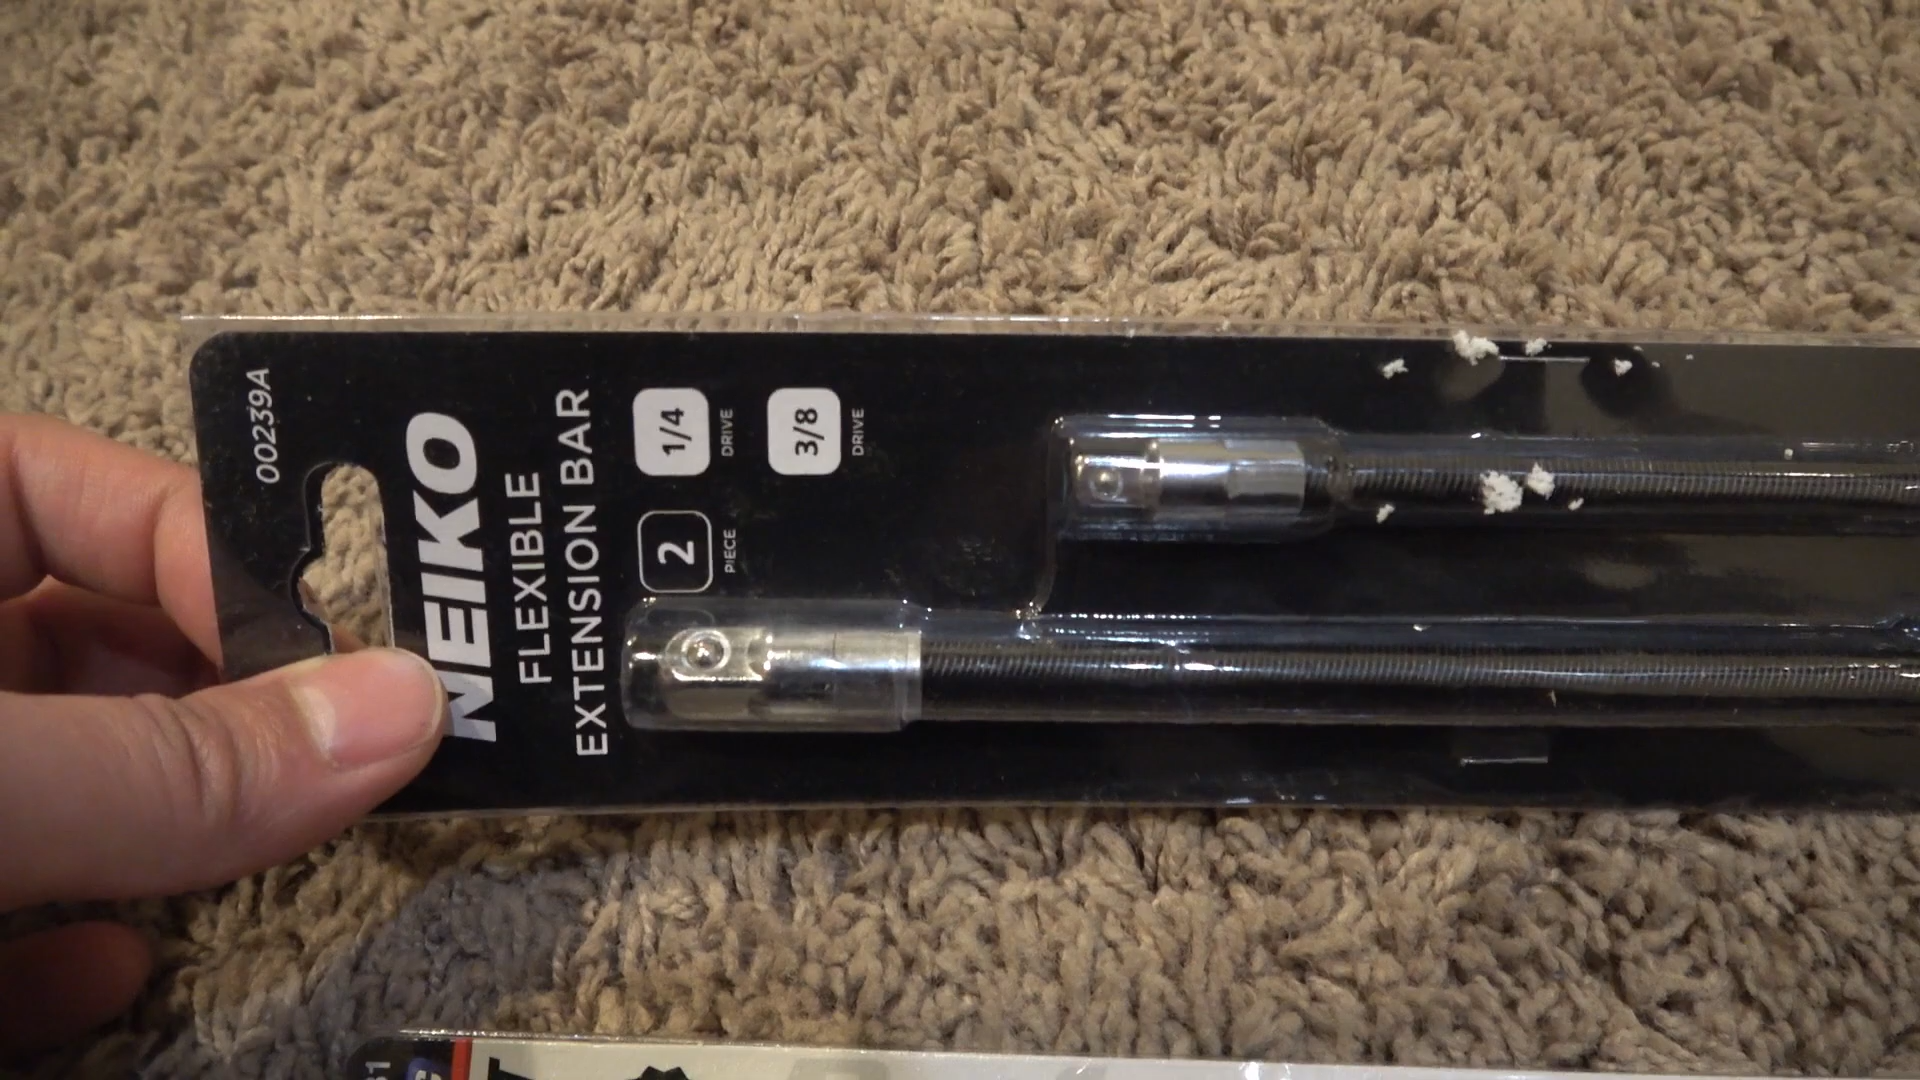 00239A
NEIKO
FLEXIBLE
EXTENSION BAR
1/4
DRIVE
3/8
DRIVE
2
PIECE